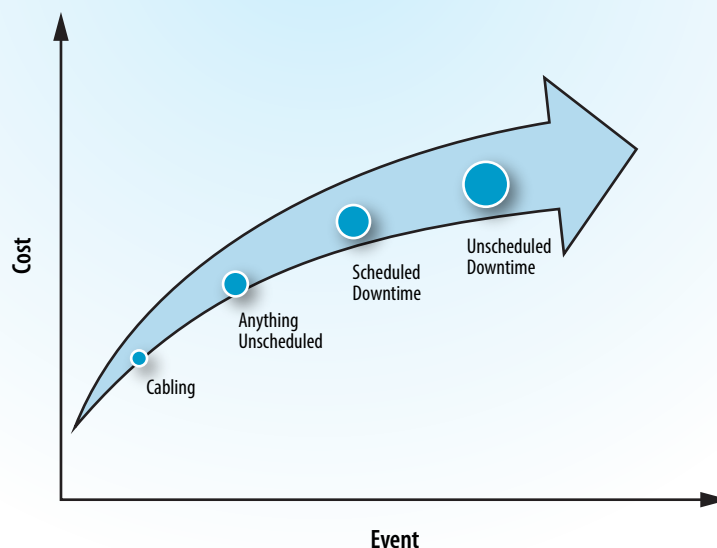 Cost
Unscheduled
Downtime
Scheduled
Downtime
Anything
Unscheduled
Cabling
Event